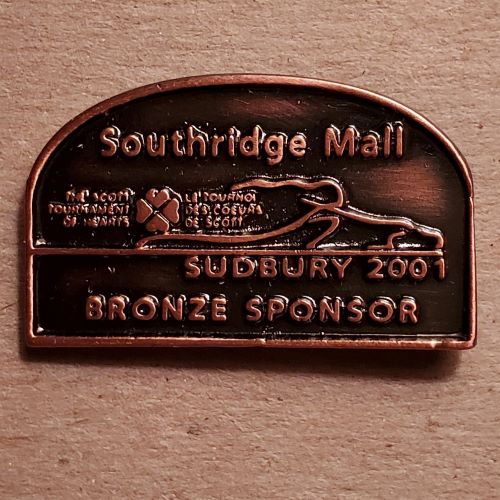 Southridge Mall
THE SCOTT
TOURNAMENT
OF HEARTS
LE TOURNOI
DES COEURS
DE SCOTT
SUDBURY 2001
BRONZE SPONSOR